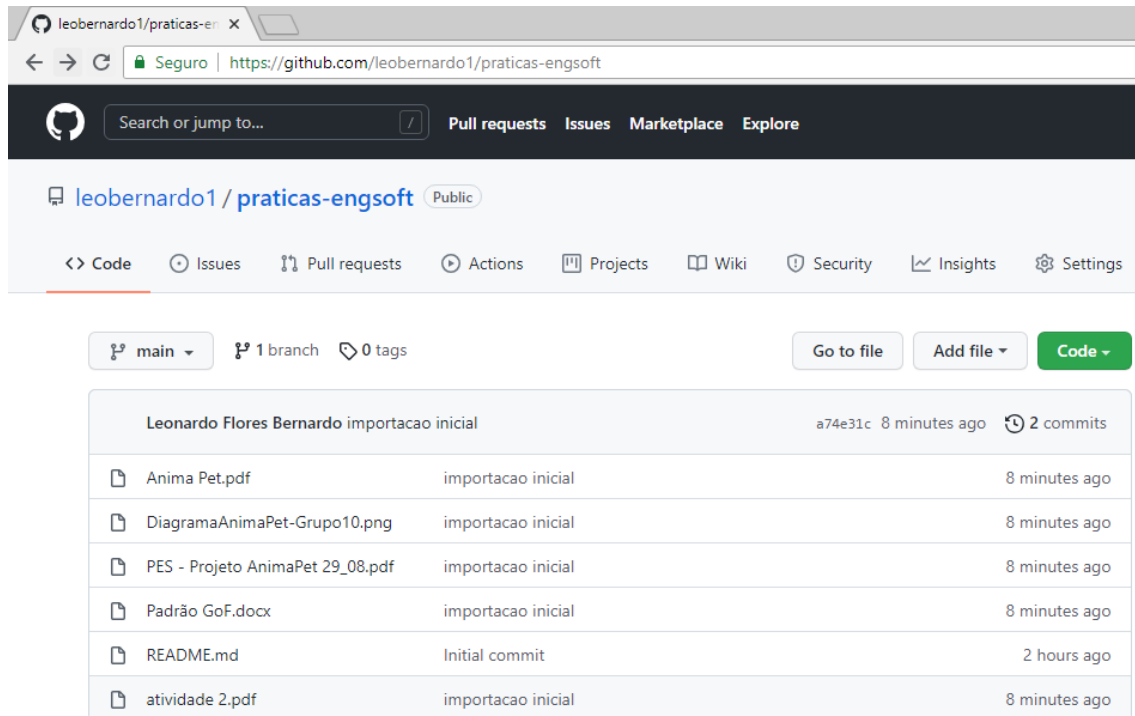 leobernardo1/praticas-en
Seguro https://github.com/leobernardo1/praticas-engsoft
Search or jump to... / Pull requests Issues Marketplace Explore
leobernardo1 / praticas-engsoft Public
<> Code Issues Pull requests Actions Projects Wiki Security Insights Settings
main 1 branch 0 tags Go to file Add file Code
Leonardo Flores Bernardo importacao inicial a74e31c 8 minutes ago 2 commits
Anima Pet.pdf importacao inicial 8 minutes ago
DiagramaAnimaPet-Grupo10.png importacao inicial 8 minutes ago
PES - Projeto AnimaPet 29_08.pdf importacao inicial 8 minutes ago
Padrão GoF.docx importacao inicial 8 minutes ago
README.md Initial commit 2 hours ago
atividade 2.pdf importacao inicial 8 minutes ago